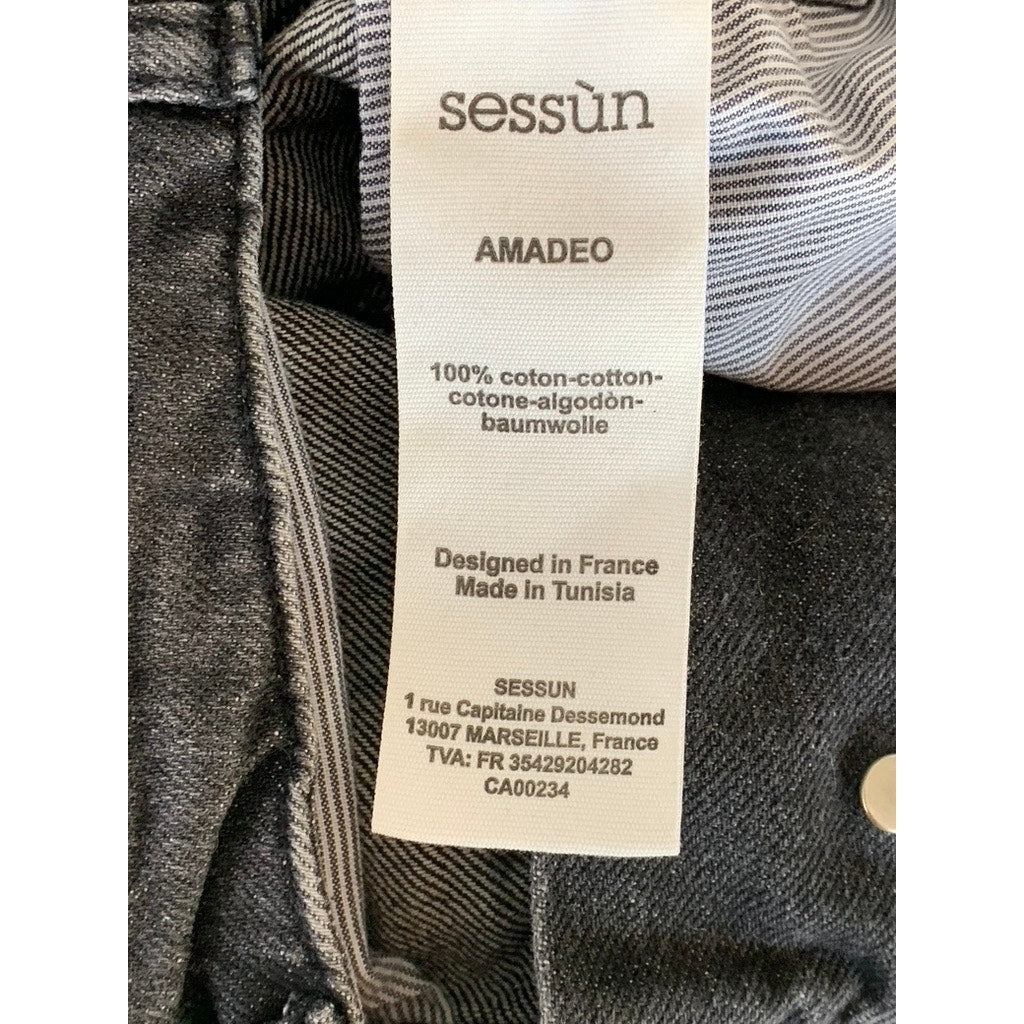 sessùn
AMADEO
100% coton-cotton-
cotone-algodòn-
baumwolle
Designed in France
Made in Tunisia
SESSUN
1 rue Capitaine Dessemond
13007 MARSEILLE, France
TVA: FR 35429204282
CA00234